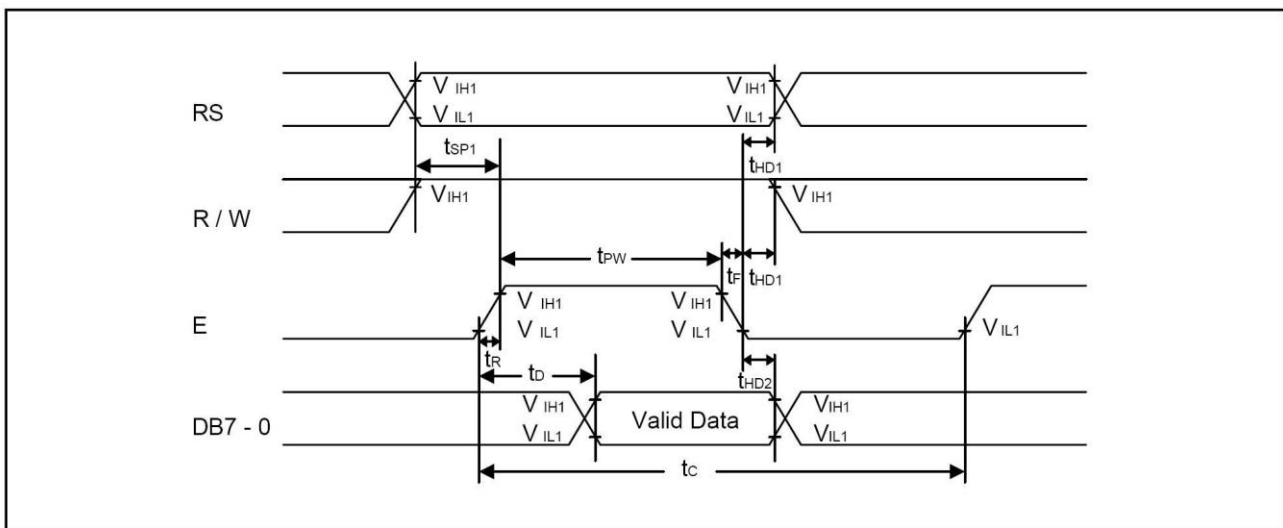 V IH1 V IH1
RS
V IL1 V IL1
tSP1 tHD1
VIH1 VIH1
R / W
tPW tF tHD1
V IH1 V IH1
E V IL1 V IL1 V IL1
tR tD tHD2
V IH1 VIH1
DB7 - 0 Valid Data
V IL1 VIL1
tC